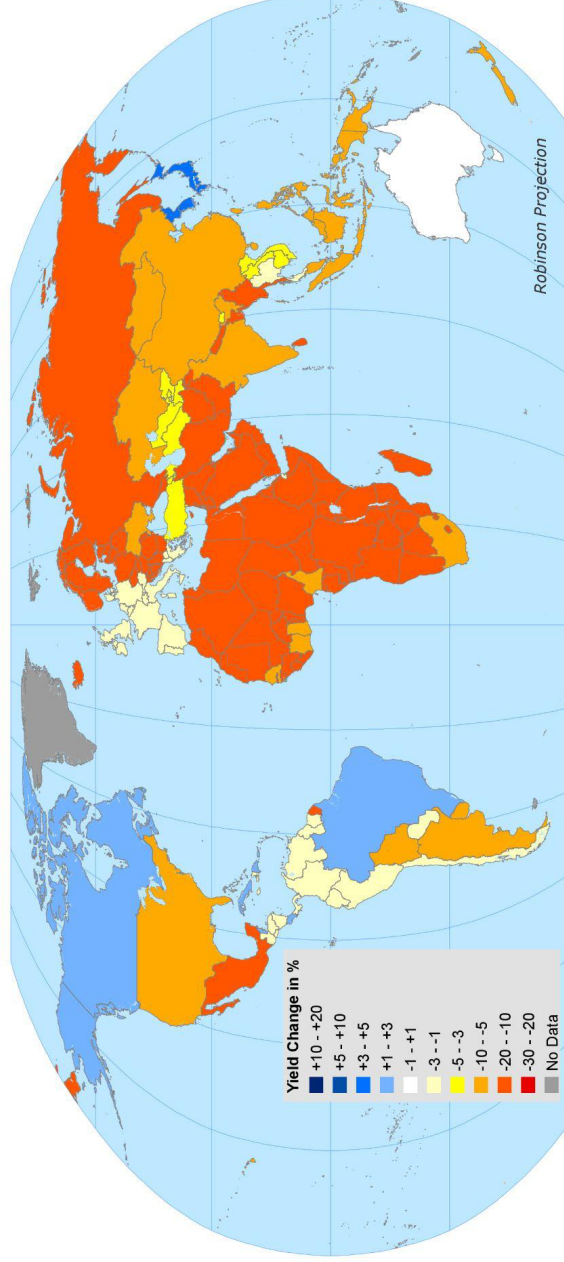 Robinson Projection
Yield Change in %
+10 - +20
+5 - +10
+3 - +5
+1 - +3
-1 - +1
-3 - -1
-5 - -3
-10 - -5
-20 - -10
-30 - -20
No Data